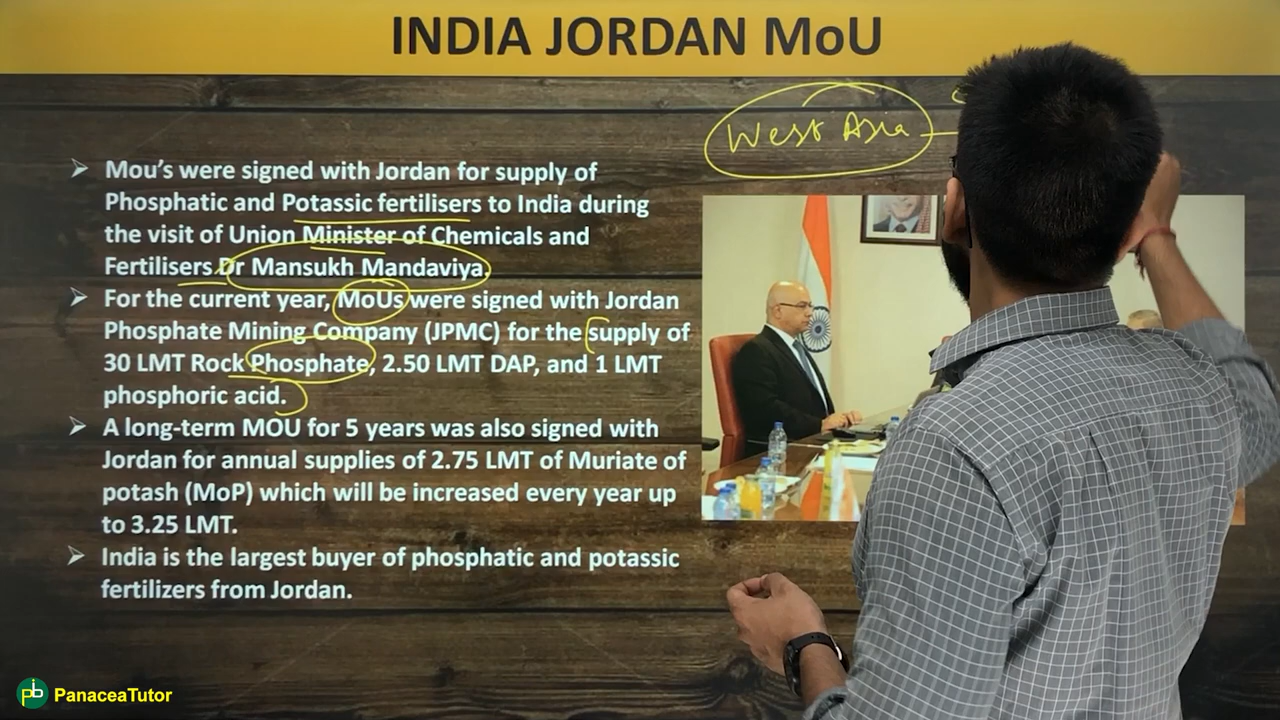 INDIA JORDAN MoU
West Asia
Mou's were signed with Jordan for supply of
Phosphatic and Potassic fertilisers to India during
the visit of Union Minister of Chemicals and
Fertilisers Dr Mansukh Mandaviya.
For the current year, MoUs were signed with Jordan
Phosphate Mining Company (JPMC) for the supply of
30 LMT Rock Phosphate, 2.50 LMT DAP, and 1 LMT
phosphoric acid.
A long-term MOU for 5 years was also signed with
Jordan for annual supplies of 2.75 LMT of Muriate of
potash (MoP) which will be increased every year up
to 3.25 LMT.
India is the largest buyer of phosphatic and potassic
fertilizers from Jordan.
pb PanaceaTutor